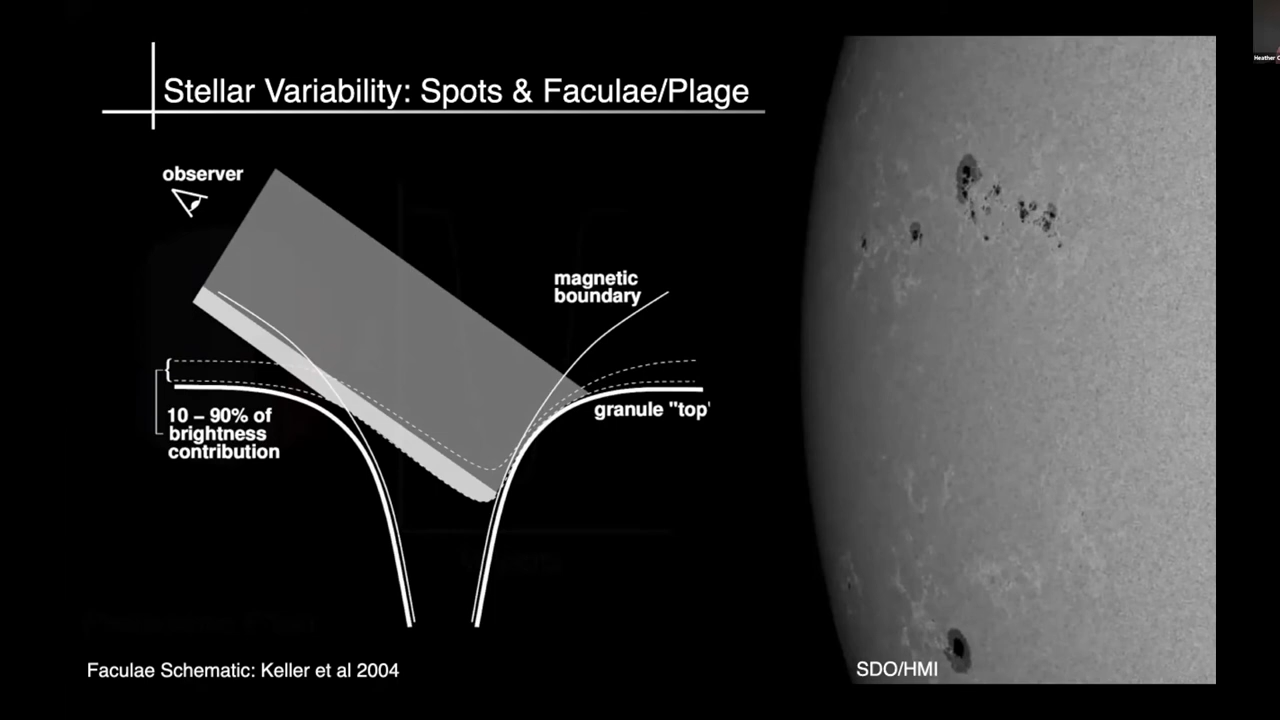 Stellar Variability: Spots & Faculae/Plage
observer
magnetic
boundary
granule "top"
10 – 90% of
brightness
contribution
Faculae Schematic: Keller et al 2004
SDO/HMI
Heather